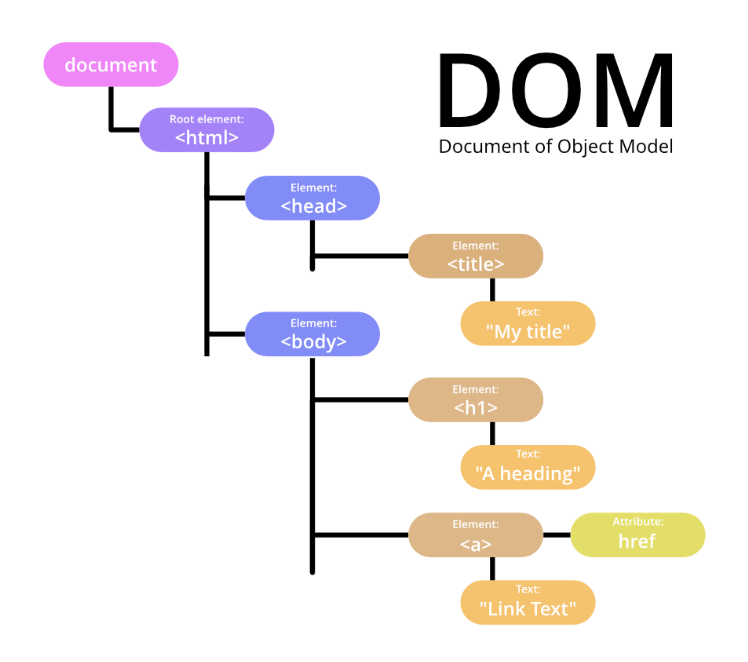 document
DOM
Document of Object Model
Root element:
<html>
Element:
<head>
Element:
<title>
Text:
"My title"
Element:
<body>
Element:
<h1>
Text:
"A heading"
Element:
<a>
Attribute:
href
Text:
"Link Text"